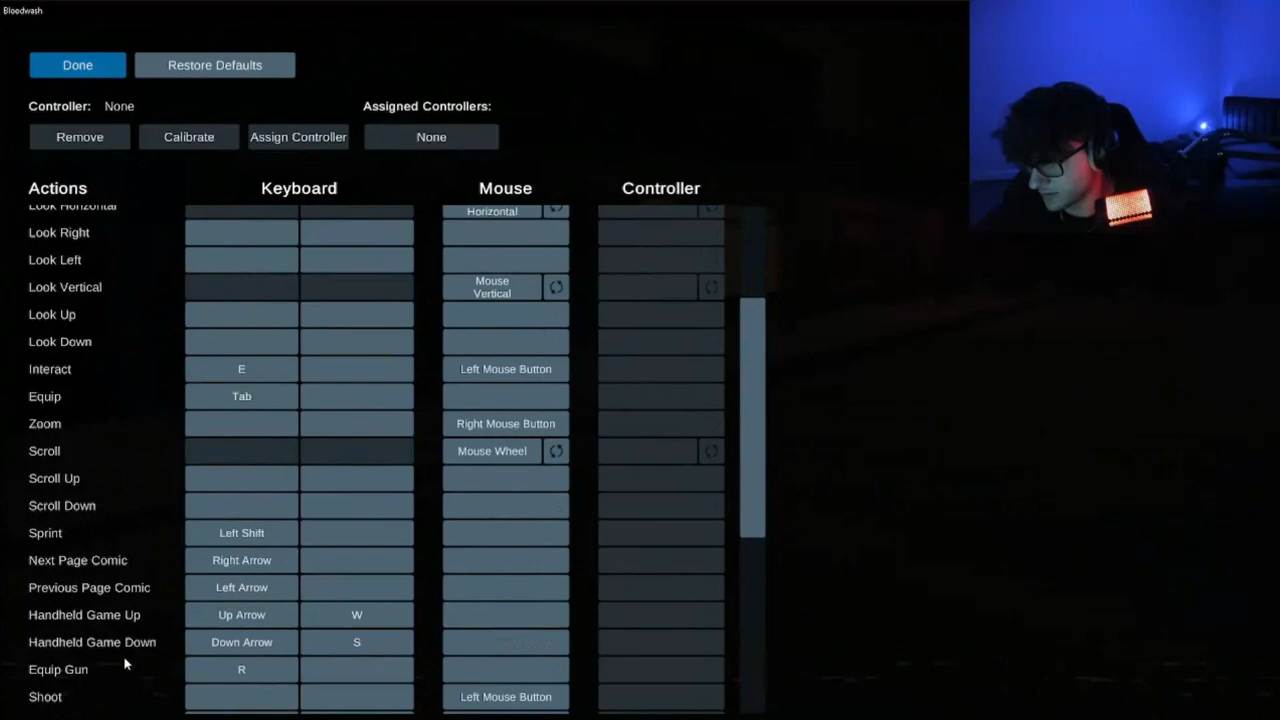 Bloodwash
Done
Restore Defaults
Controller: None
Assigned Controllers:
Remove
Calibrate
Assign Controller
None
Actions
Keyboard
Mouse
Controller
Look Horizontal
Horizontal
Look Right
Look Left
Look Vertical
Mouse
Vertical
Look Up
Look Down
Interact
E
Left Mouse Button
Equip
Tab
Zoom
Right Mouse Button
Scroll
Mouse Wheel
Scroll Up
Scroll Down
Sprint
Left Shift
Next Page Comic
Right Arrow
Previous Page Comic
Left Arrow
Handheld Game Up
Up Arrow
W
Handheld Game Down
Down Arrow
S
Equip Gun
R
Shoot
Left Mouse Button